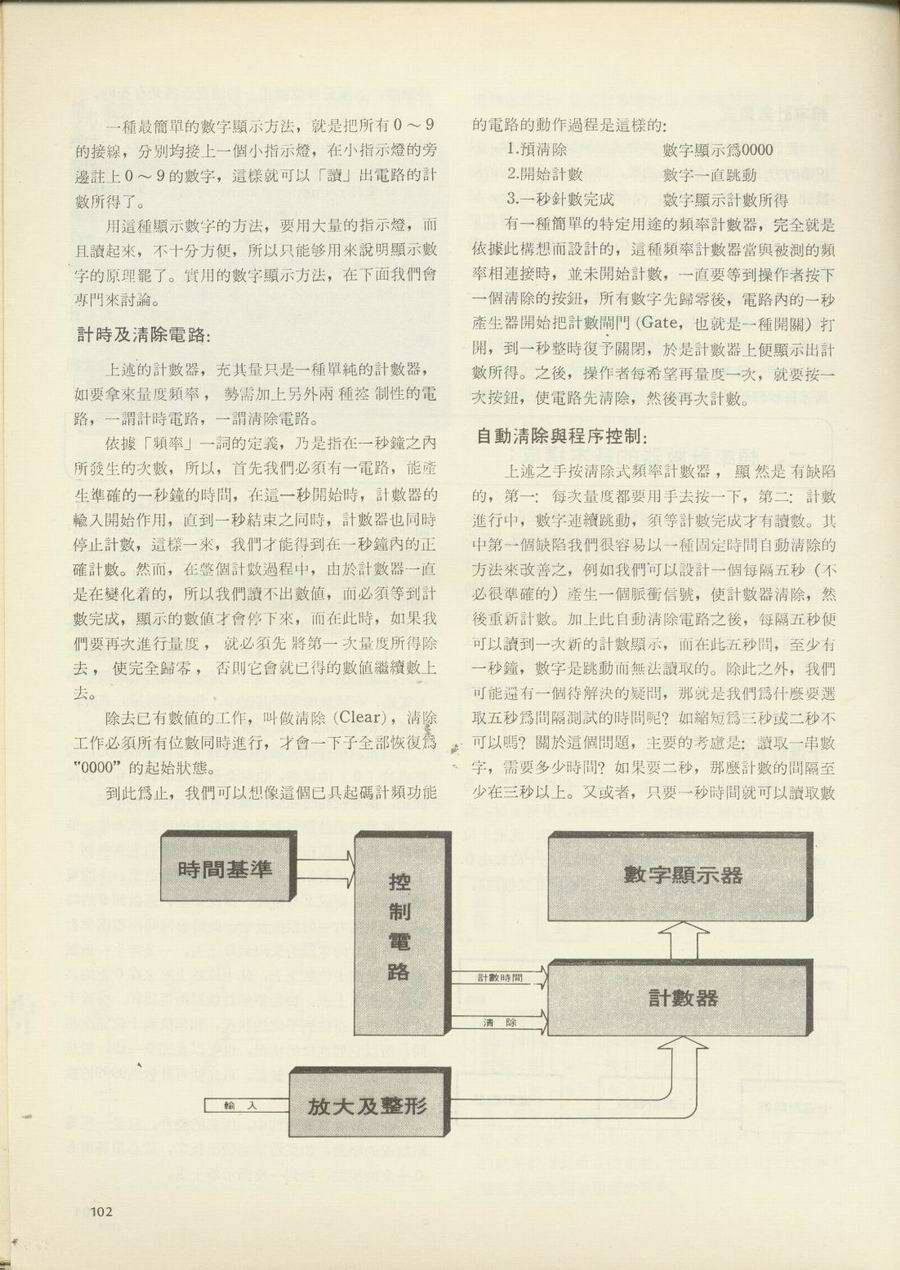 一種最簡單的數字顯示方法，就是把所有0～9
的接線，分別均接上一個小指示燈，在小指示燈的旁
邊註上0～9的數字，這樣就可以「讀」出電路的計
數所得了。
用這種顯示數字的方法，要用大量的指示燈，而
且讀起來，不十分方便，所以只能够用來說明顯示數
字的原理罷了。實用的數字顯示方法，在下面我們會
專門來討論。
計時及清除電路:
上述的計數器，充其量只是一種單純的計數器，
如要拿來量度頻率，勢需加上另外兩種控制性的電
路，一謂計時電路，一謂清除電路。
依據「頻率」一詞的定義，乃是指在一秒鐘之內
所發生的次數，所以，首先我們必須有一電路，能產
生準確的一秒鐘的時間，在這一秒開始時，計數器的
輸入開始作用，直到一秒結束之同時，計數器也同時
停止計數，這樣一來，我們才能得到在一秒鐘內的正
確計數。然而，在整個計數過程中，由於計數器一直
是在變化着的，所以我們讀不出數值，而必須等到計
數完成，顯示的數值才會停下來，而在此時，如果我
們要再次進行量度，就必須先將第一次量度所得除
去，使完全歸零，否則它會就已得的數值繼續數上
去。
除去已有數值的工作，叫做清除 (Clear)，清除
工作必須所有位數同時進行，才會一下子全部恢復爲
"0000" 的起始狀態。
到此爲止，我們可以想像這個已具起碼計頻功能
的電路的動作過程是這樣的:
1.預清除 數字顯示爲0000
2.開始計數 數字一直跳動
3.一秒針數完成 數字顯示計數所得
有一種簡單的特定用途的頻率計數器，完全就是
依據此構想而設計的，這種頻率計數器當與被測的頻
率相連接時，並未開始計數，一直要等到操作者按下
一個清除的按鈕，所有數字先歸零後，電路內的一秒
產生器開始把計數閘門 (Gate，也就是一種開關) 打
開，到一秒整時復予關閉，於是計數器上便顯示出計
數所得。之後，操作者每希望再量度一次，就要按一
次按鈕，使電路先清除，然後再次計數。
自動清除與程序控制:
上述之手按清除式頻率計數器，顯然是有缺陷
的，第一: 每次量度都要用手去按一下，第二: 計數
進行中，數字連續跳動，須等計數完成才有讀數。其
中第一個缺陷我們很容易以一種固定時間自動清除的
方法來改善之，例如我們可以設計一個每隔五秒（不
必很準確的）產生一個脈衝信號，使計數器清除，然
後重新計數。加上此自動清除電路之後，每隔五秒便
可以讀到一次新的計數顯示，而在此五秒間，至少有
一秒鐘，數字是跳動而無法讀取的。除此之外，我們
可能還有一個待解決的疑問，那就是我們爲什麼要選
取五秒爲間隔測試的時間呢? 如縮短爲三秒或二秒不
可以嗎? 關於這個問題，主要的考慮是: 讀取一串數
字，需要多少時間? 如果要二秒，那麼計數的間隔至
少在三秒以上。又或者，只要一秒時間就可以讀取數
時間基準
控制電路
數字顯示器
計數時間
計數器
清除
輸入
放大及整形
102